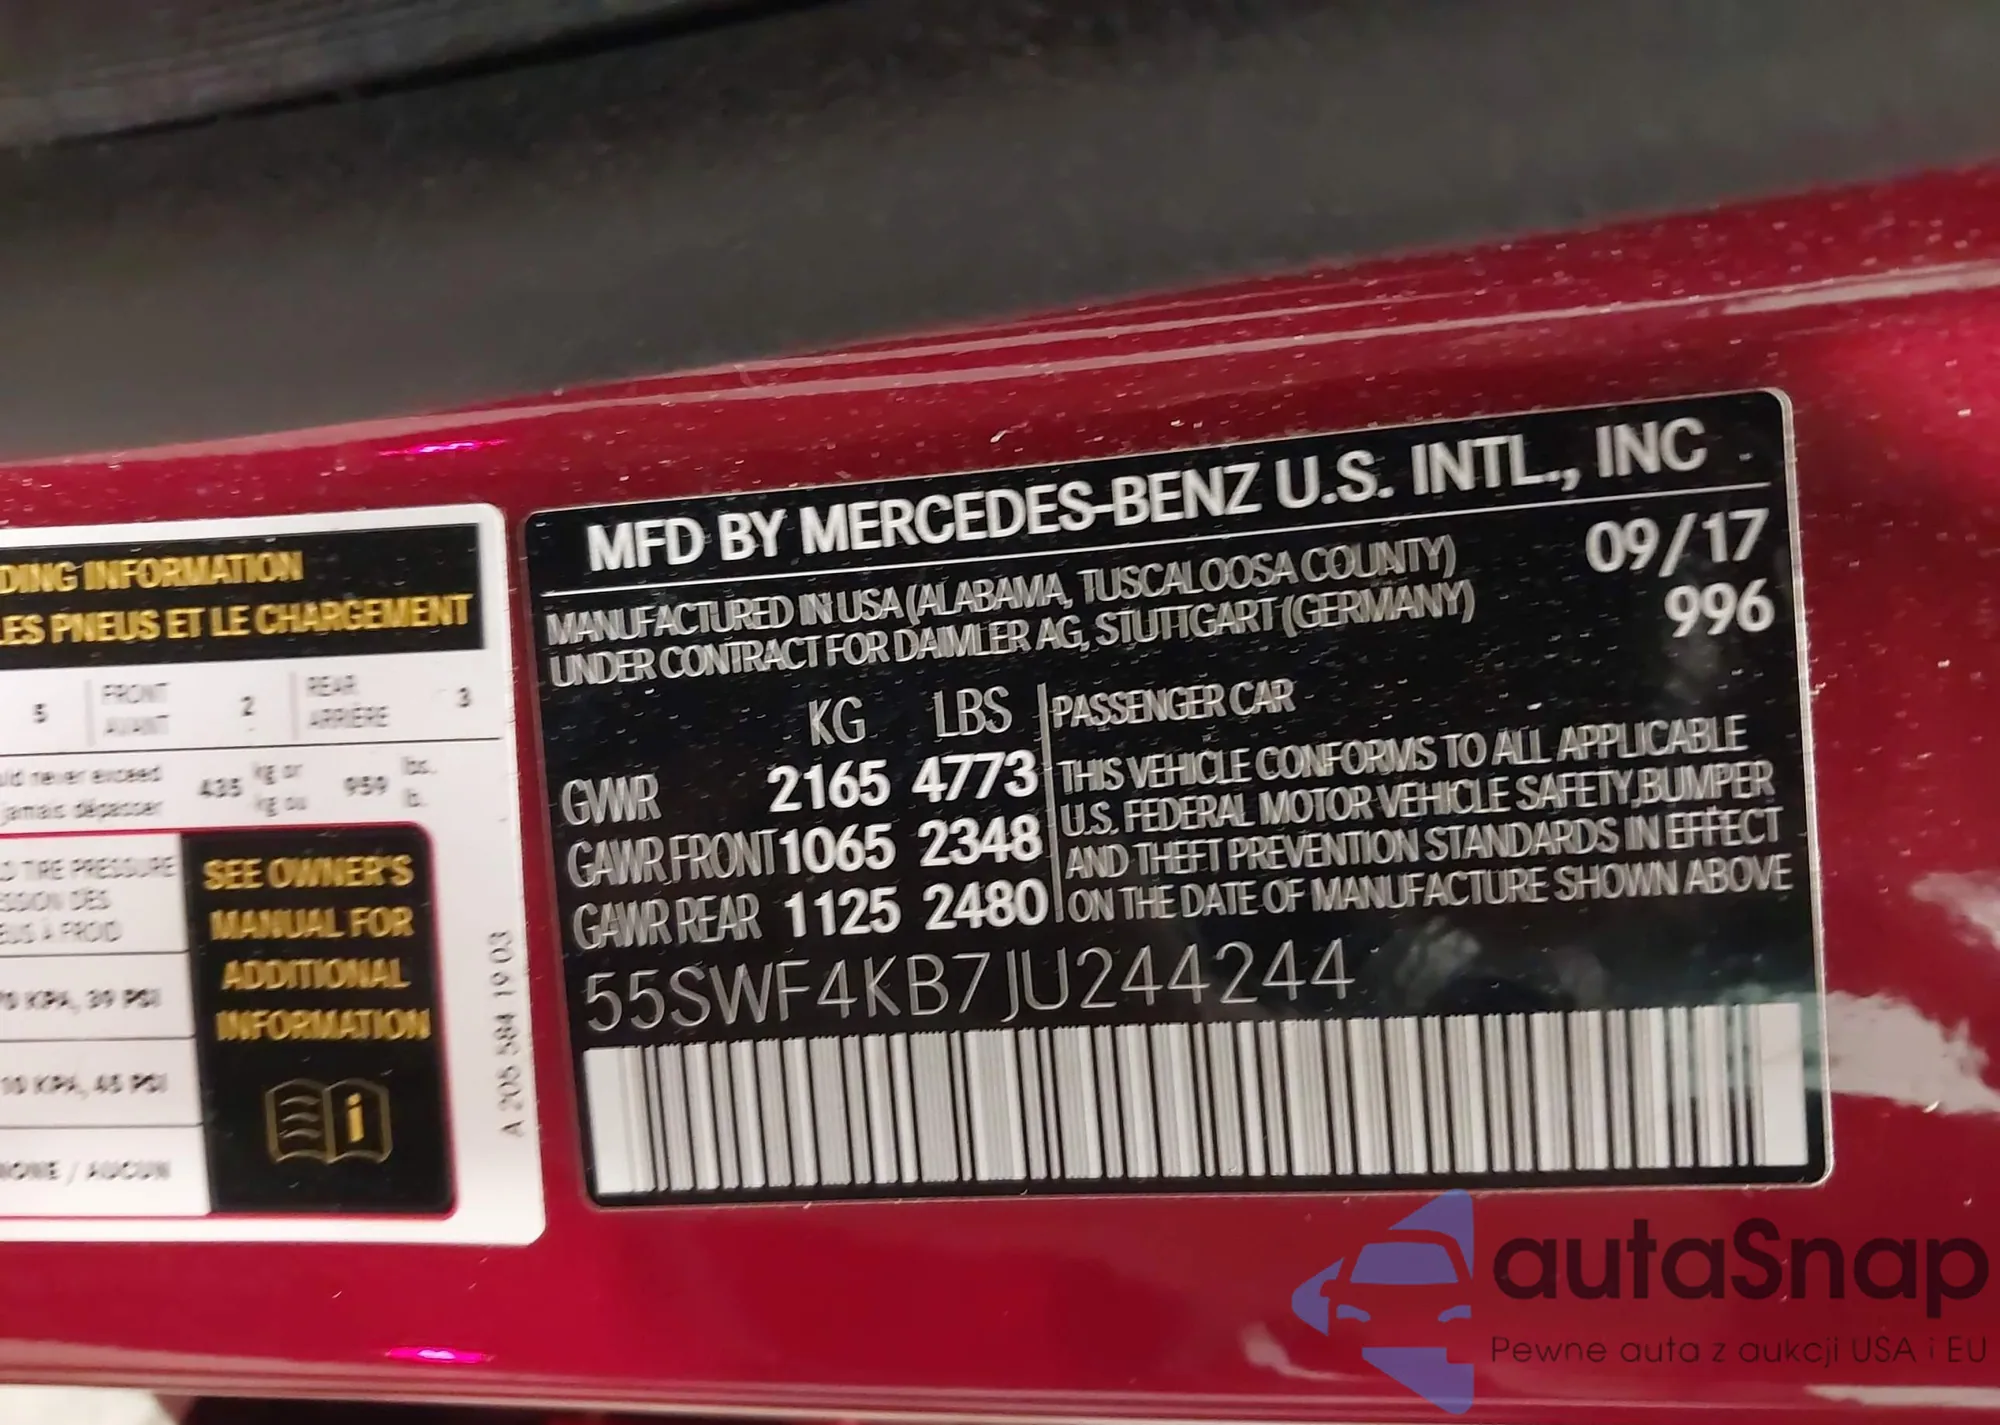 DING INFORMATION
LES PNEUS ET LE CHARGEMENT
5 FRONT AVANT 2 REAR ARRIÈRE 3
uld never exceed 435 kg or 959 lbs.
jamais dépasser kg ou lb.
D TIRE PRESSURE
SSION DES
EUS À FROID
70 KPA, 39 PSI
10 KPA, 45 PSI
NONE / AUCUN
SEE OWNER'S
MANUAL FOR
ADDITIONAL
INFORMATION
A 205 584 19 03
MFD BY MERCEDES-BENZ U.S. INTL., INC
MANUFACTURED IN USA (ALABAMA, TUSCALOOSA COUNTY) 09/17
UNDER CONTRACT FOR DAIMLER AG, STUTTGART (GERMANY) 996
KG LBS
GVWR 2165 4773
GAWR FRONT 1065 2348
GAWR REAR 1125 2480
PASSENGER CAR
THIS VEHICLE CONFORMS TO ALL APPLICABLE
U.S. FEDERAL MOTOR VEHICLE SAFETY, BUMPER
AND THEFT PREVENTION STANDARDS IN EFFECT
ON THE DATE OF MANUFACTURE SHOWN ABOVE
55SWF4KB7JU244244
autaSnap
Pewne auta z aukcji USA i EU